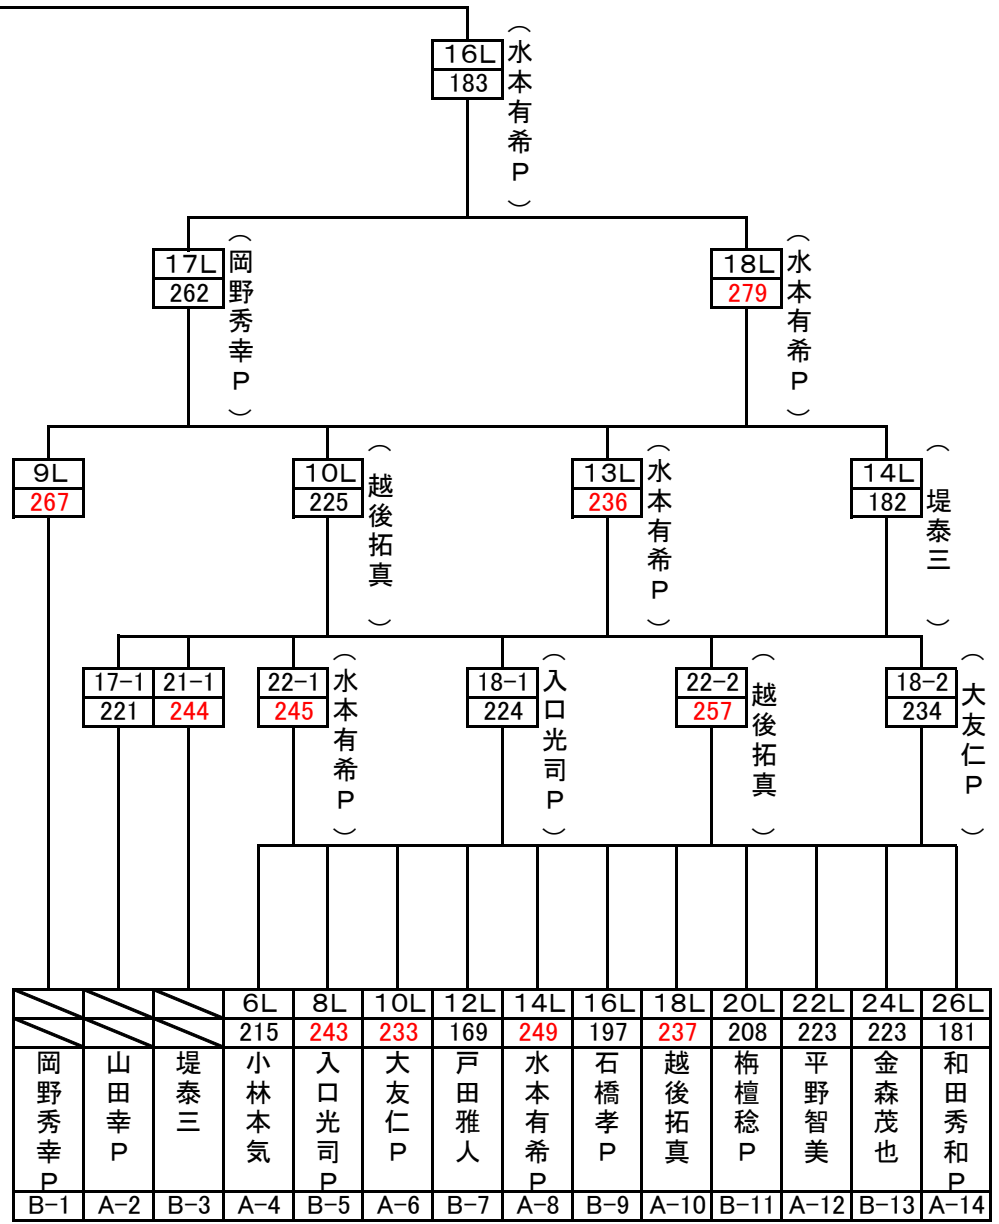 16L
183
（水本有希Ｐ）
17L
262
（岡野秀幸Ｐ）
18L
279
（水本有希Ｐ）
9L
267
10L
225
（越後拓真）
13L
236
（水本有希Ｐ）
14L
182
（堤泰三）
17-1
221
21-1
244
22-1
245
（水本有希Ｐ）
18-1
224
（入口光司Ｐ）
22-2
257
（越後拓真）
18-2
234
（大友仁Ｐ）
6L 8L 10L 12L 14L 16L 18L 20L 22L 24L 26L
215 243 233 169 249 197 237 208 223 223 181
岡野秀幸Ｐ
山田幸Ｐ
堤泰三
小林本気
入口光司Ｐ
大友仁Ｐ
戸田雅人
水本有希Ｐ
石橋孝Ｐ
越後拓真
栴檀稔Ｐ
平野智美
金森茂也
和田秀和Ｐ
B-1 A-2 B-3 A-4 B-5 A-6 B-7 A-8 B-9 A-10 B-11 A-12 B-13 A-14